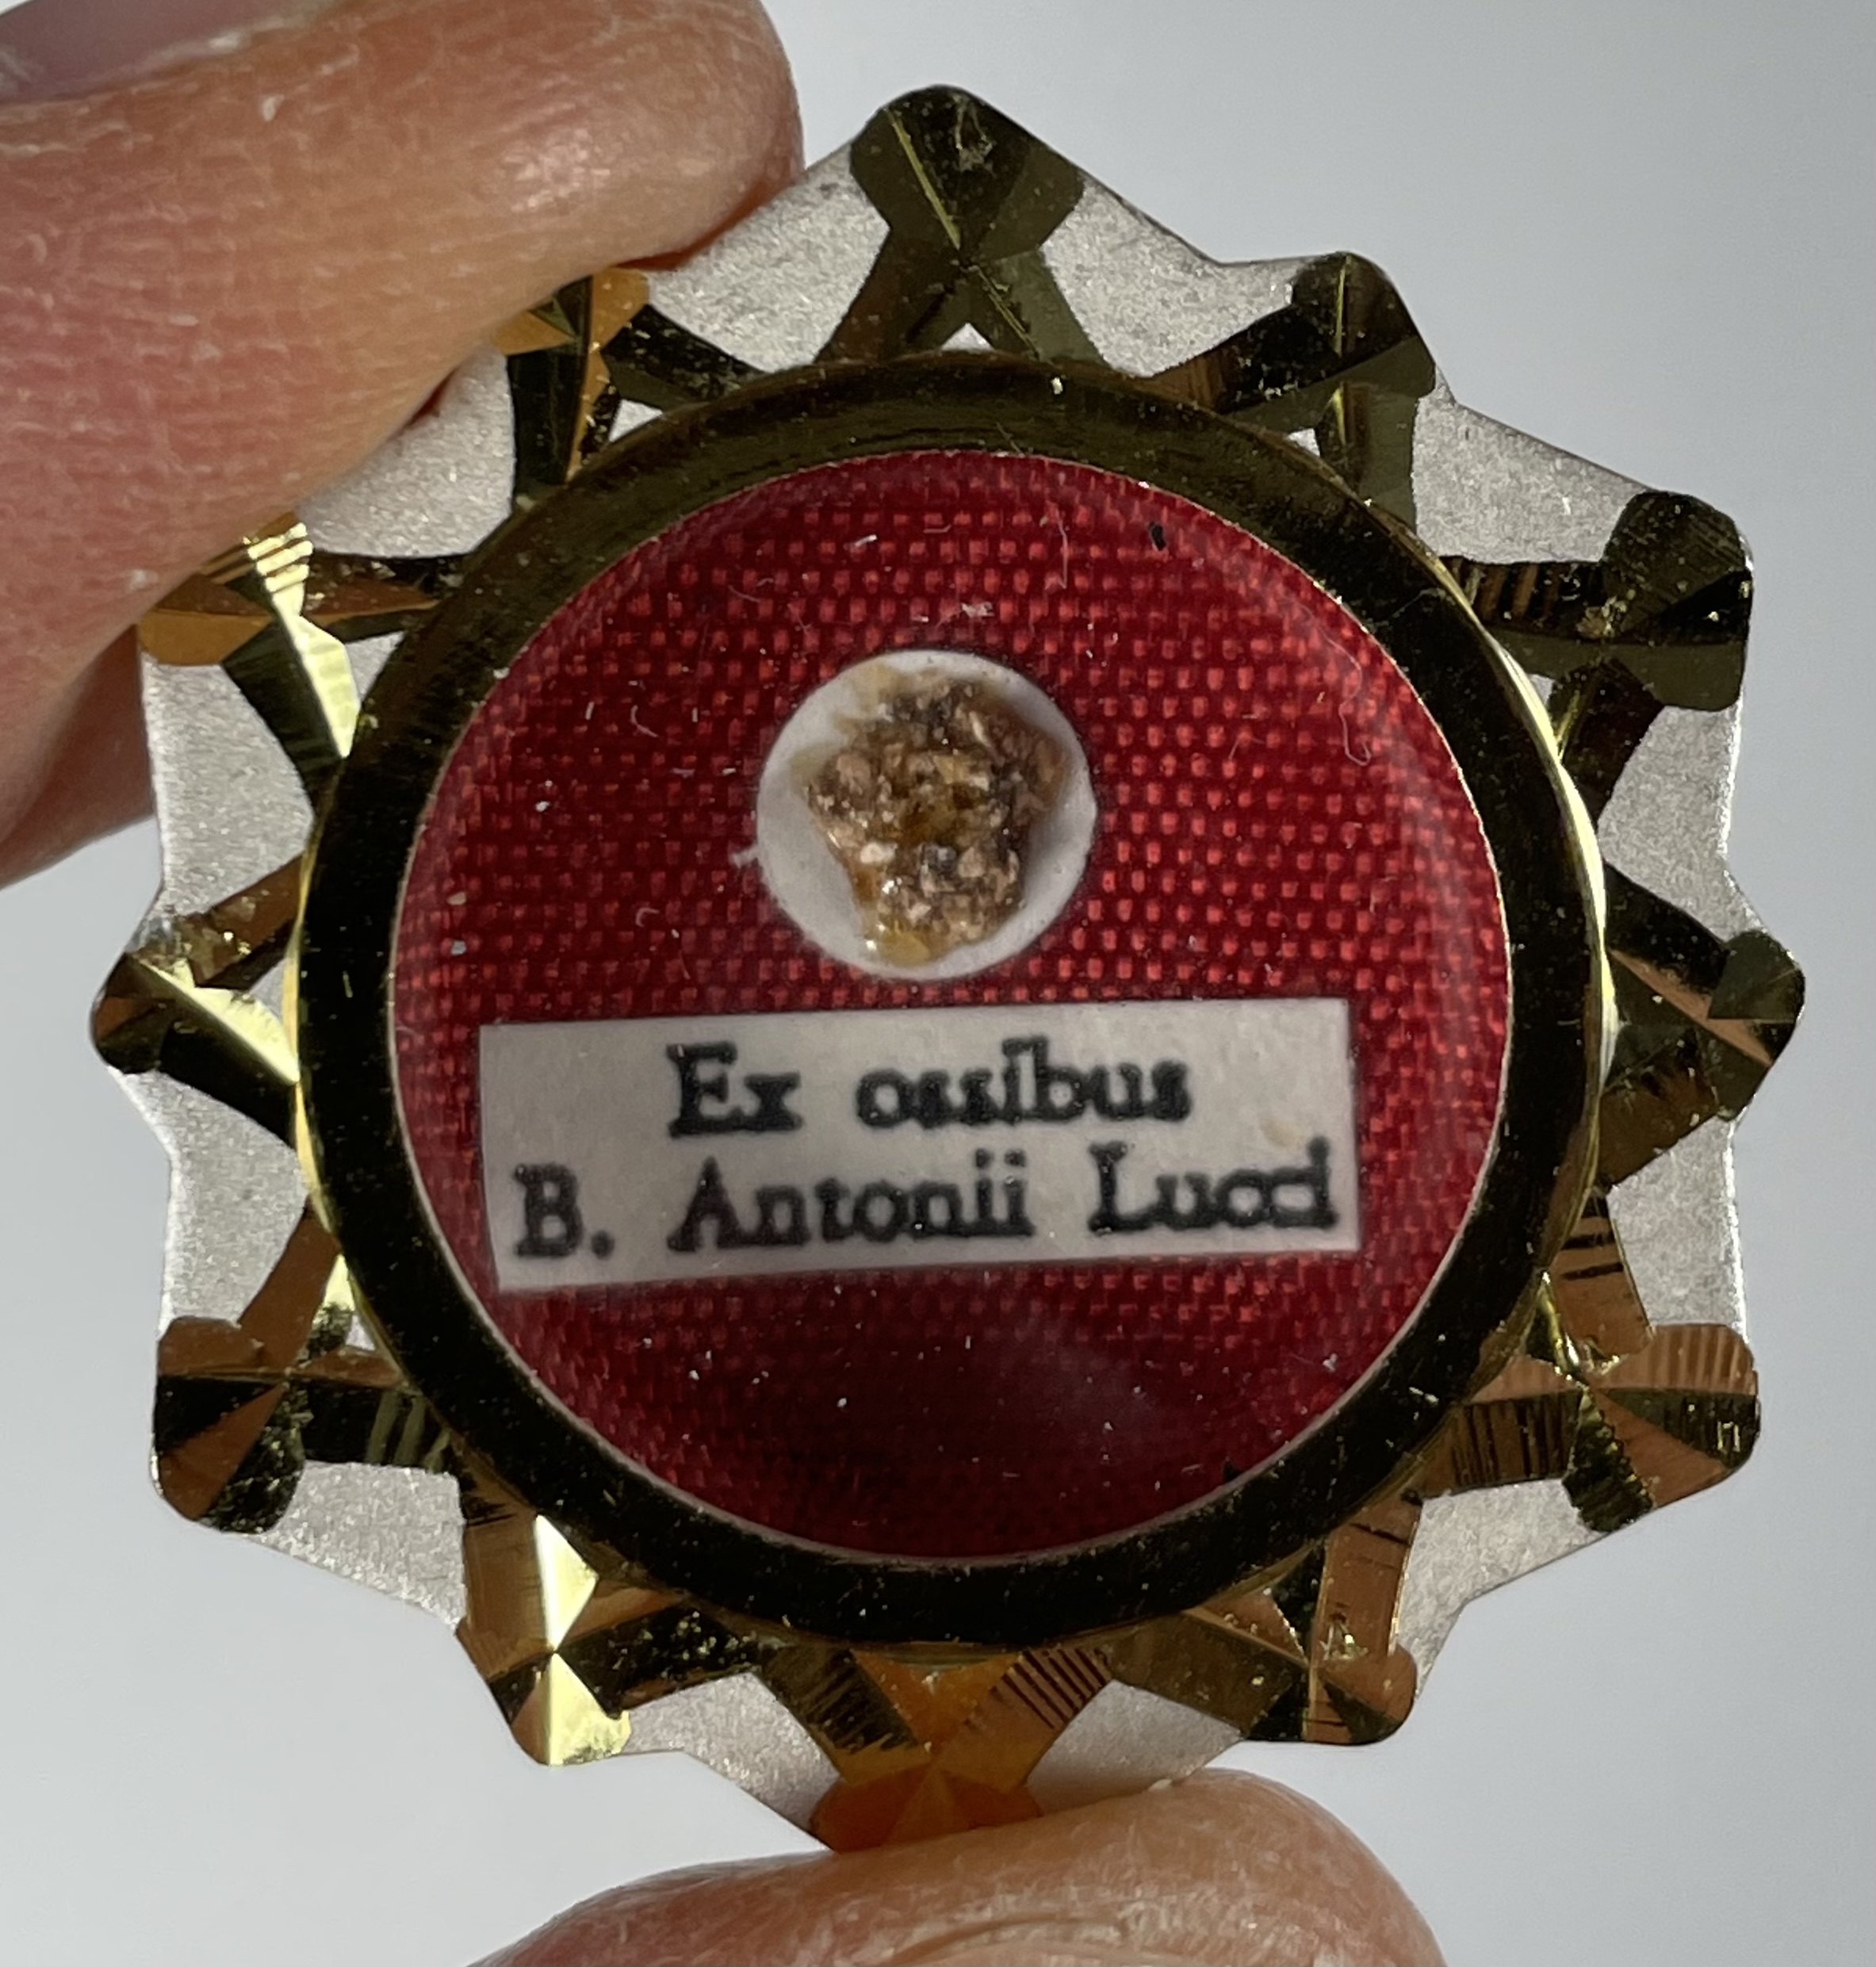 Ex ossibus
B. Antonii Lucci